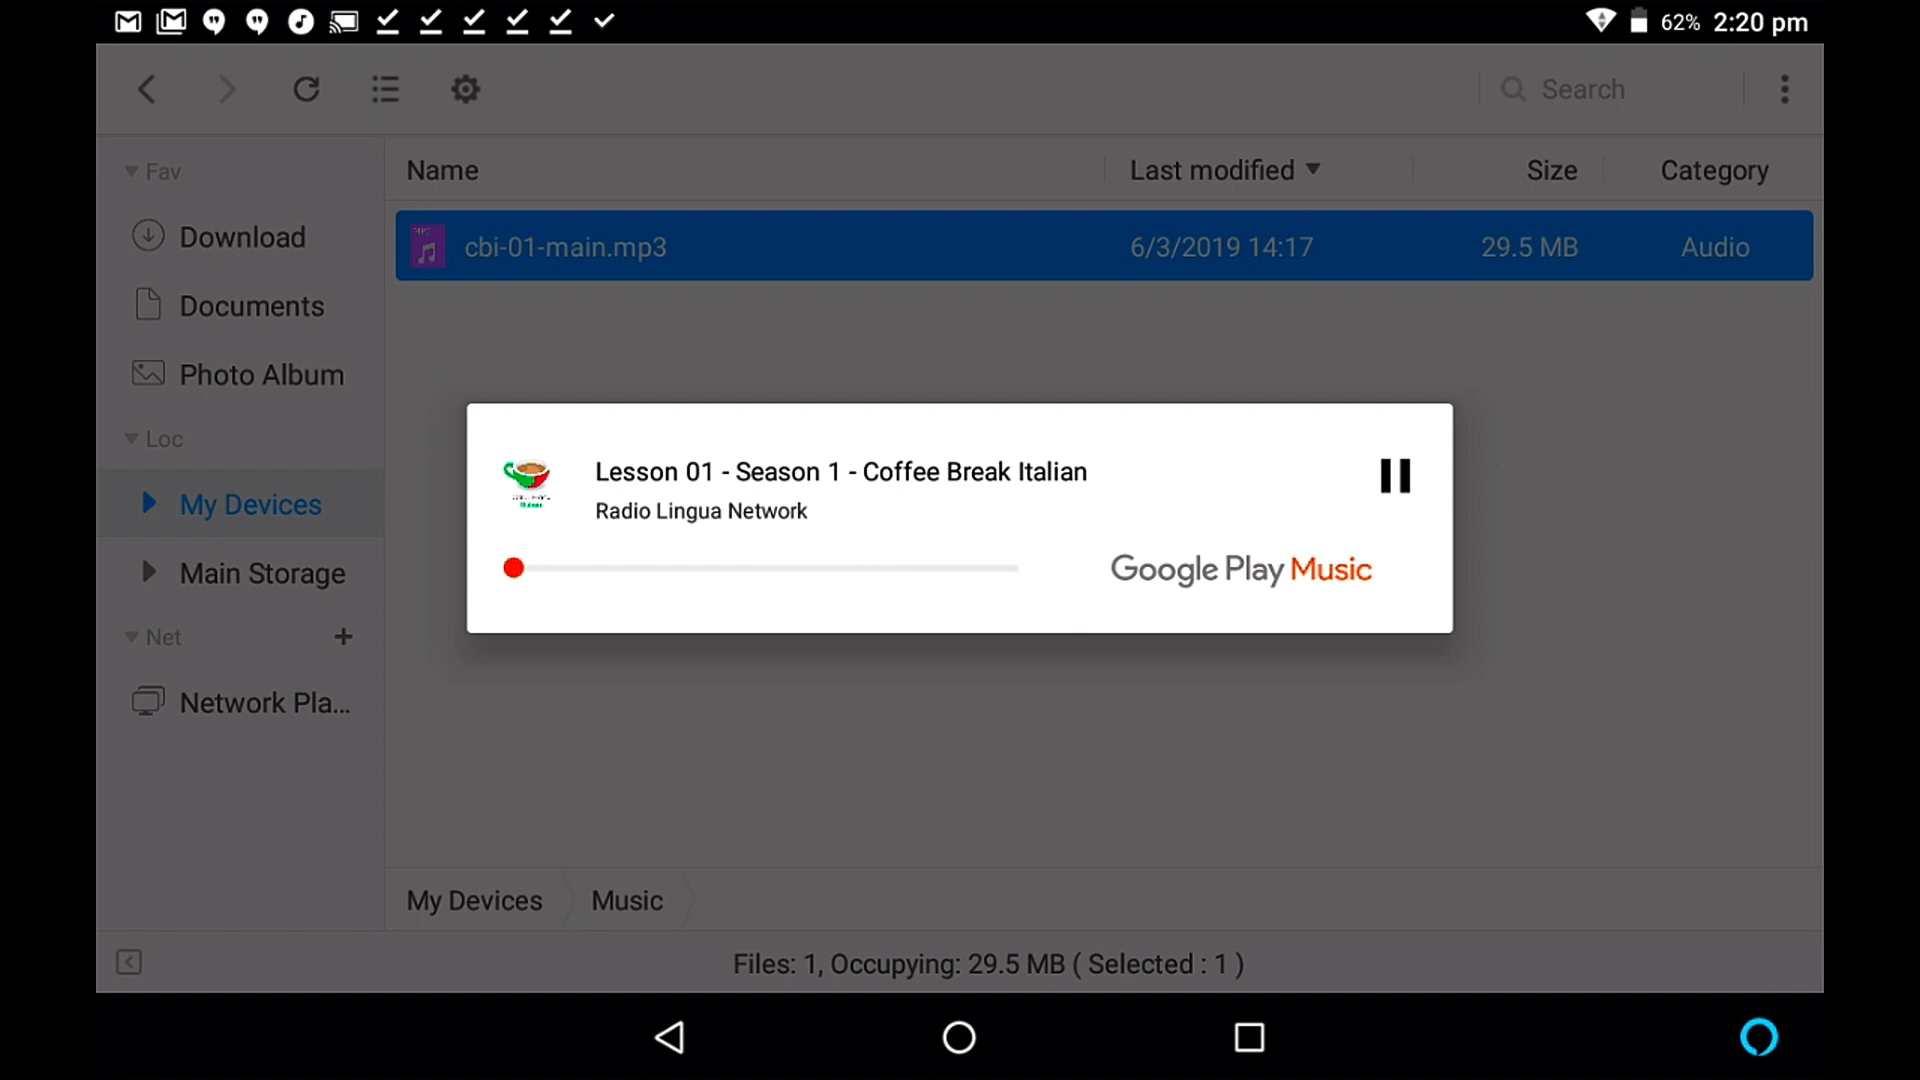 62% 2:20 pm
Search
Fav
Download
Documents
Photo Album
Loc
My Devices
Main Storage
Net +
Network Pla...
Name Last modified Size Category
cbi-01-main.mp3 6/3/2019 14:17 29.5 MB Audio
Lesson 01 - Season 1 - Coffee Break Italian
Radio Lingua Network
Google Play Music
My Devices Music
Files: 1, Occupying: 29.5 MB ( Selected : 1 )